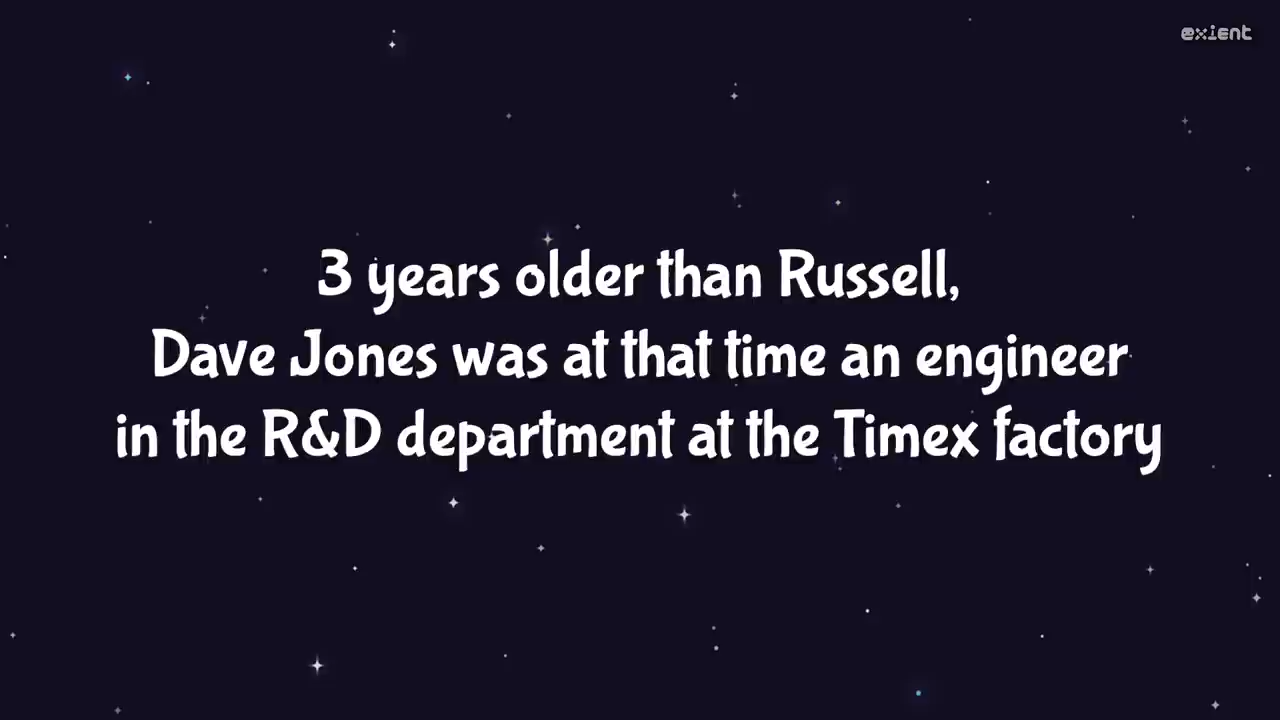 exient
3 years older than Russell,
Dave Jones was at that time an engineer
in the R&D department at the Timex factory